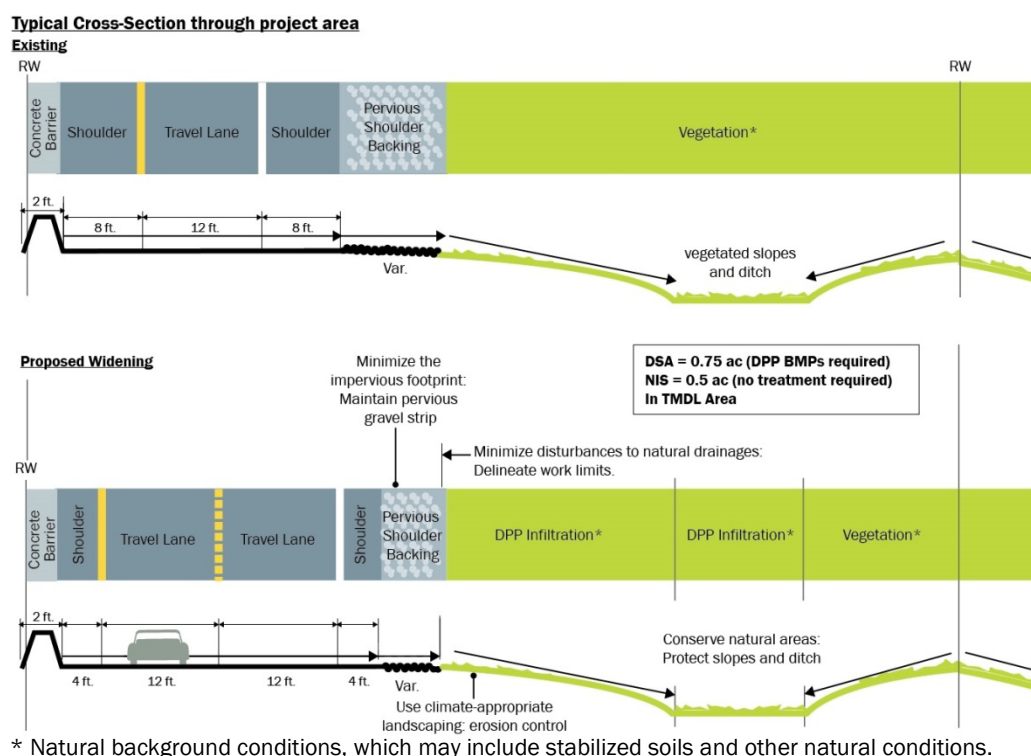 Typical Cross-Section through project area
Existing
RW
RW
Concrete
Barrier
Shoulder
Travel Lane
Shoulder
Pervious
Shoulder
Backing
Vegetation*
2 ft.
8 ft.
12 ft.
8 ft.
Var.
vegetated slopes
and ditch
Proposed Widening
Minimize the
impervious footprint:
Maintain pervious
gravel strip
DSA = 0.75 ac (DPP BMPs required)
NIS = 0.5 ac (no treatment required)
In TMDL Area
Minimize disturbances to natural drainages:
Delineate work limits.
RW
Concrete
Barrier
Shoulder
Travel Lane
Travel Lane
Shoulder
Pervious
Shoulder
Backing
DPP Infiltration*
DPP Infiltration*
Vegetation*
2 ft.
4 ft.
12 ft.
12 ft.
4 ft.
Var.
Conserve natural areas:
Protect slopes and ditch
Use climate-appropriate
landscaping: erosion control
* Natural background conditions, which may include stabilized soils and other natural conditions.